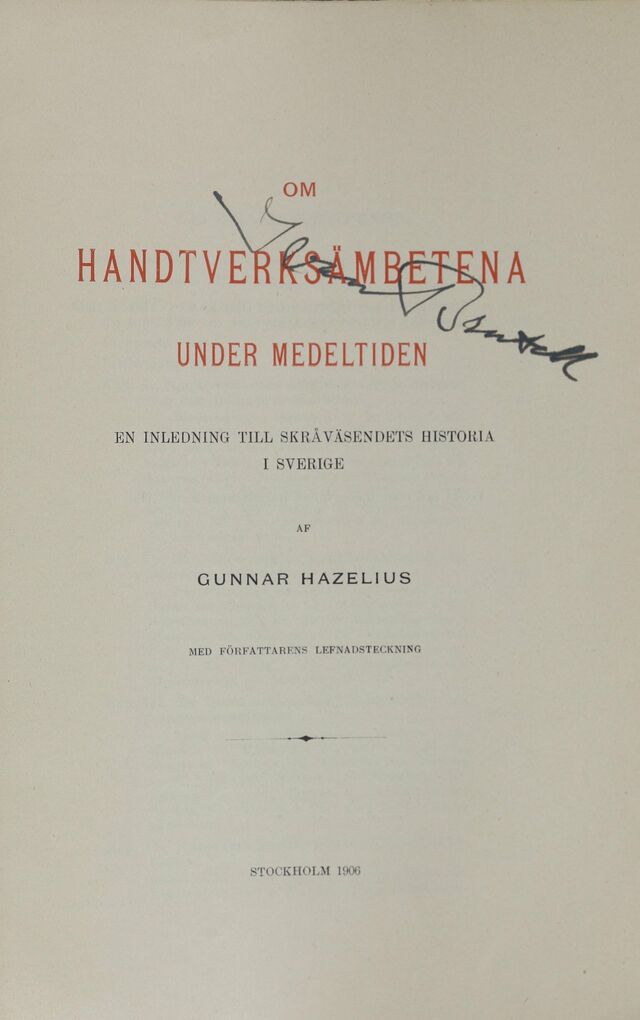 OM
HANDTVERKSÄMBETENA
UNDER MEDELTIDEN
EN INLEDNING TILL SKRÅVÄSENDETS HISTORIA
I SVERIGE
AF
GUNNAR HAZELIUS
MED FÖRFATTARENS LEFNADSTECKNING
STOCKHOLM 1906